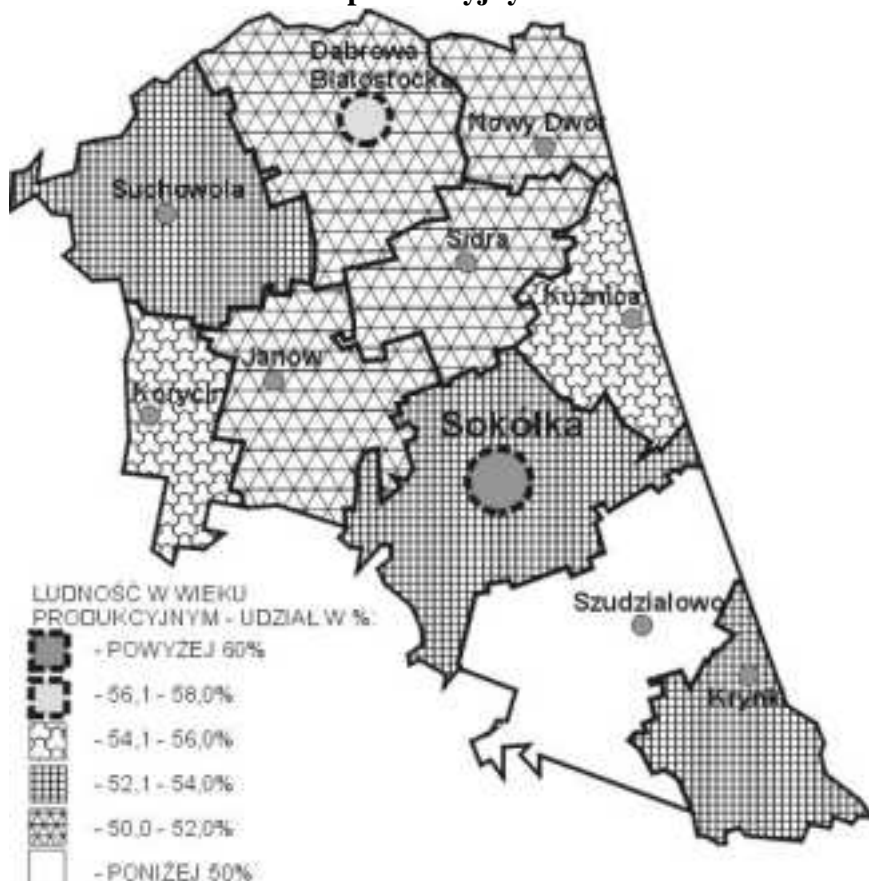 Dąbrowa
Białostocka
Nowy Dwór
Suchowola
Sidra
Kuźnica
Janów
Korycin
Sokółka
Szudziałowo
Krynki
LUDNOŚĆ W WIEKU
PRODUKCYJNYM - UDZIAŁ W %:
- POWYŻEJ 60%
- 56,1 - 58,0%
- 54,1 - 56,0%
- 52,1 - 54,0%
- 50,0 - 52,0%
- PONIŻEJ 50%